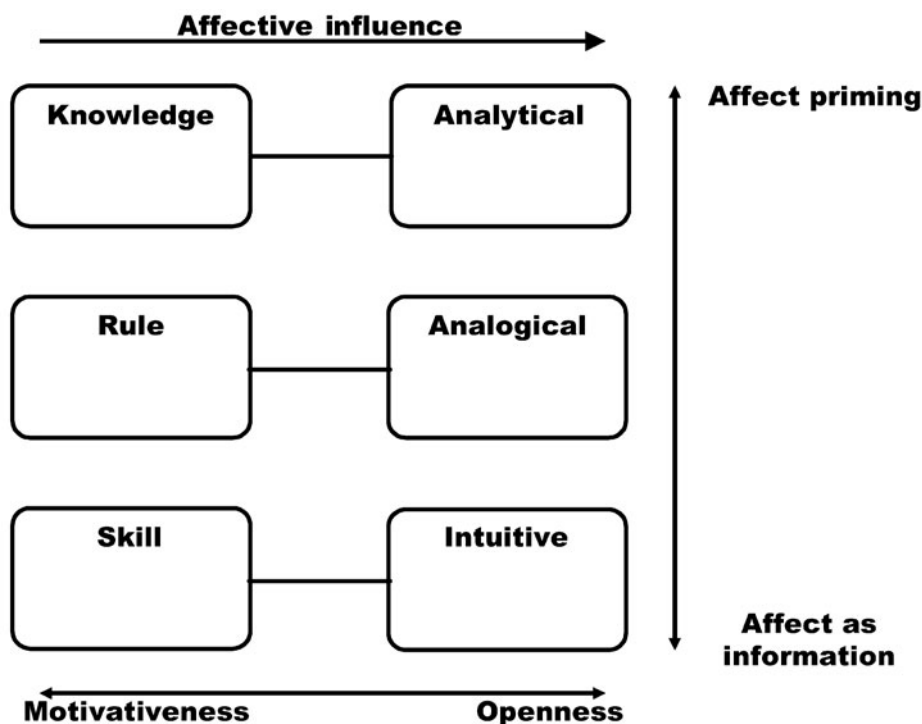 Affective influence
Knowledge
Analytical
Affect priming
Rule
Analogical
Skill
Intuitive
Affect as
information
Motivativeness
Openness